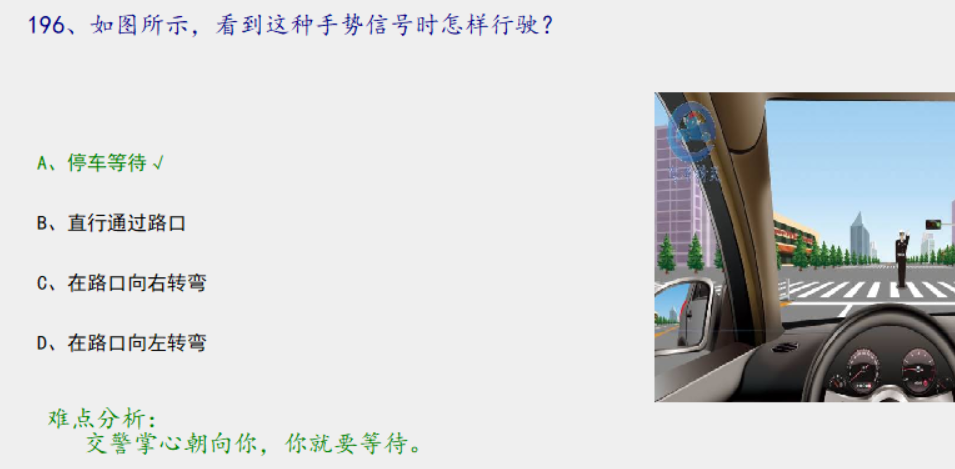 196、如图所示，看到这种手势信号时怎样行驶？
A、停车等待√
B、直行通过路口
C、在路口向右转弯
D、在路口向左转弯
难点分析：
交警掌心朝向你，你就要等待。